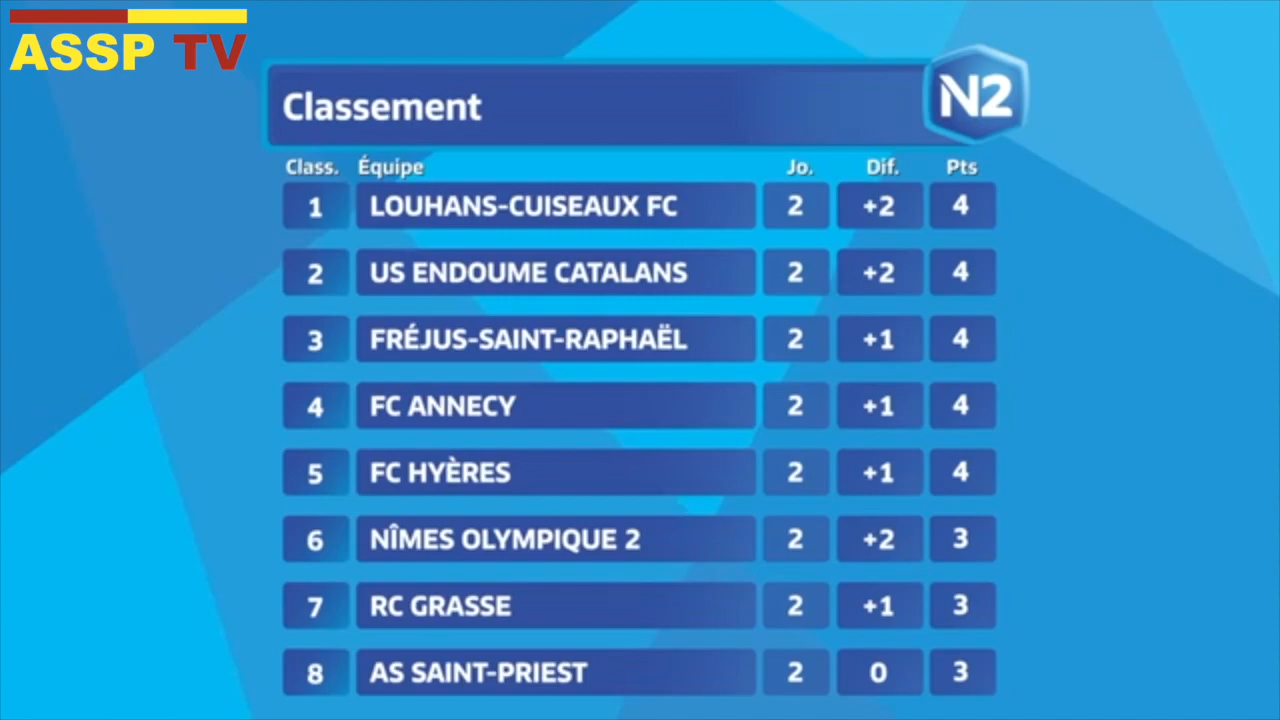 ASSP TV
Classement N2
Class. Équipe Jo. Dif. Pts
1 LOUHANS-CUISEAUX FC 2 +2 4
2 US ENDOUME CATALANS 2 +2 4
3 FRÉJUS-SAINT-RAPHAËL 2 +1 4
4 FC ANNECY 2 +1 4
5 FC HYÈRES 2 +1 4
6 NÎMES OLYMPIQUE 2 2 +2 3
7 RC GRASSE 2 +1 3
8 AS SAINT-PRIEST 2 0 3